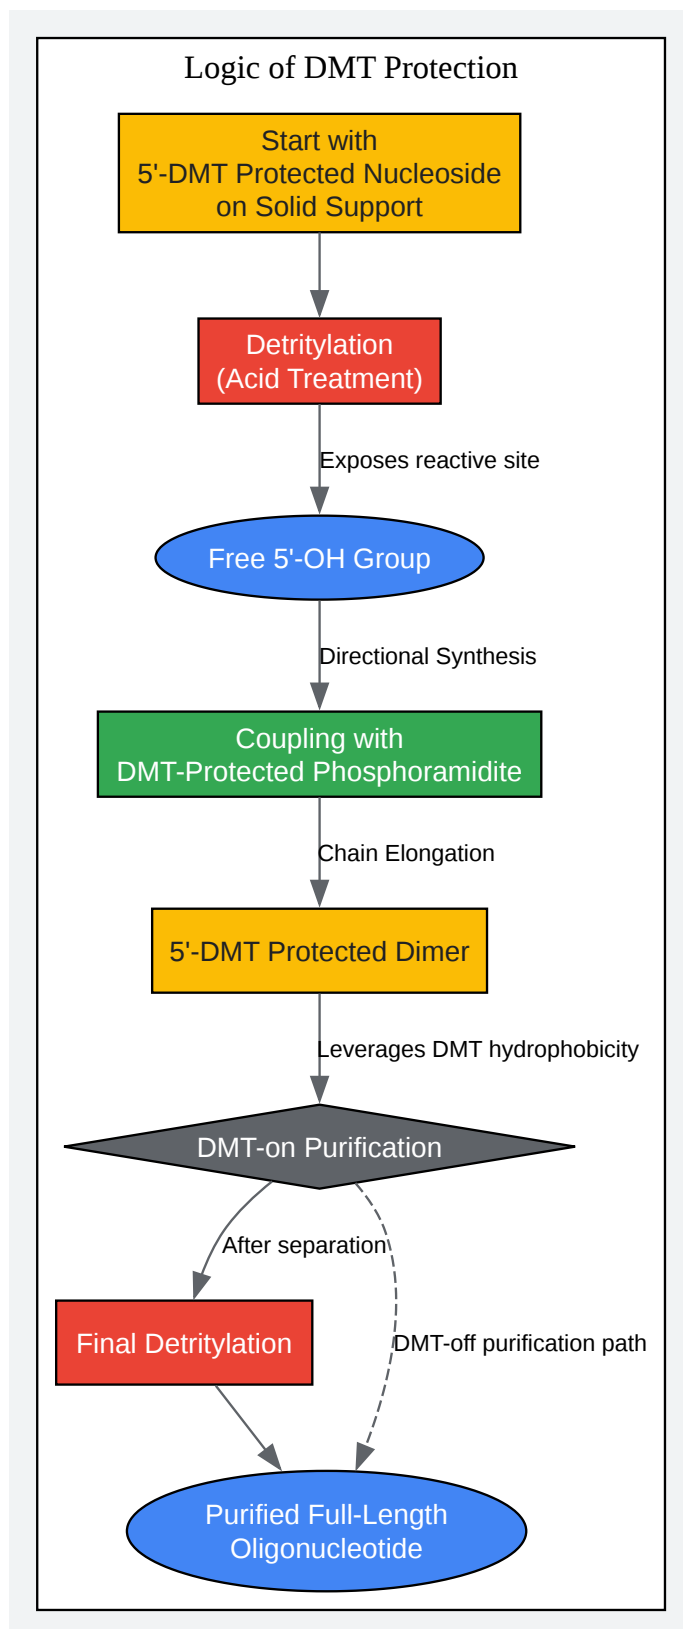 Logic of DMT Protection
Start with
5'-DMT Protected Nucleoside
on Solid Support
Detritylation
(Acid Treatment)
Exposes reactive site
Free 5'-OH Group
Directional Synthesis
Coupling with
DMT-Protected Phosphoramidite
Chain Elongation
5'-DMT Protected Dimer
Leverages DMT hydrophobicity
DMT-on Purification
After separation
Final Detritylation
DMT-off purification path
Purified Full-Length
Oligonucleotide